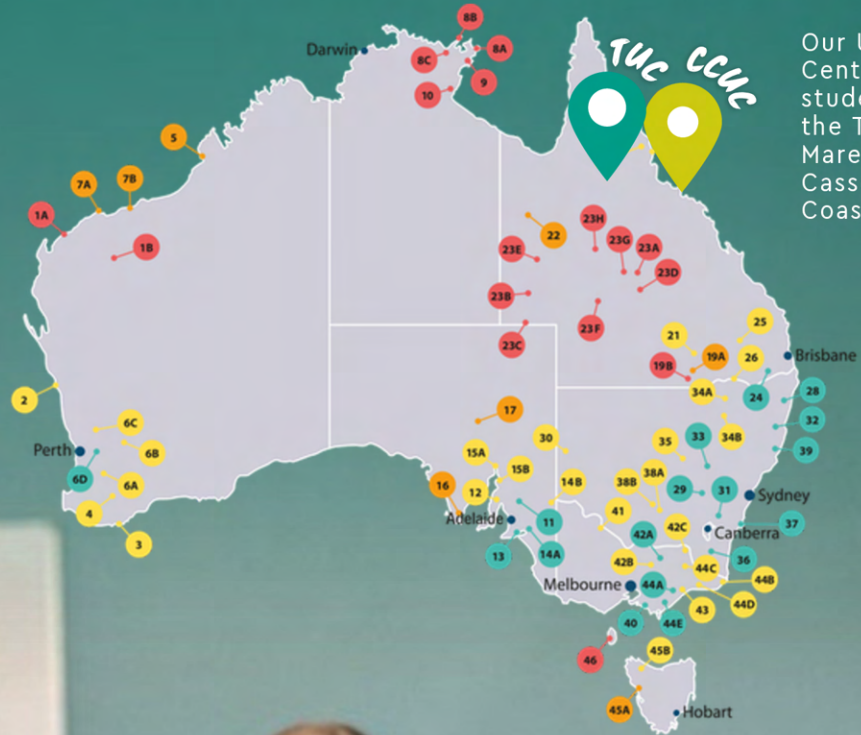 8B
Darwin
8A
8C
9
10
TUC
CCUC
Our
Cent
stude
the T
Mare
Cass
Coas
5
7A
7B
1A
1B
22
23H
23G
23A
23E
23D
23B
23F
23C
25
21
19A
26
Brisbane
19B
2
34A
24
28
17
6C
30
35
33
34B
32
Perth
6B
15A
15B
39
6D
16
12
14B
38B
38A
29
31
Sydney
6A
4
Adelaide
11
41
42C
37
3
42A
Canberra
13
14A
42B
44C
36
Melbourne
44A
44B
40
44E
43
44D
46
45B
45A
Hobart